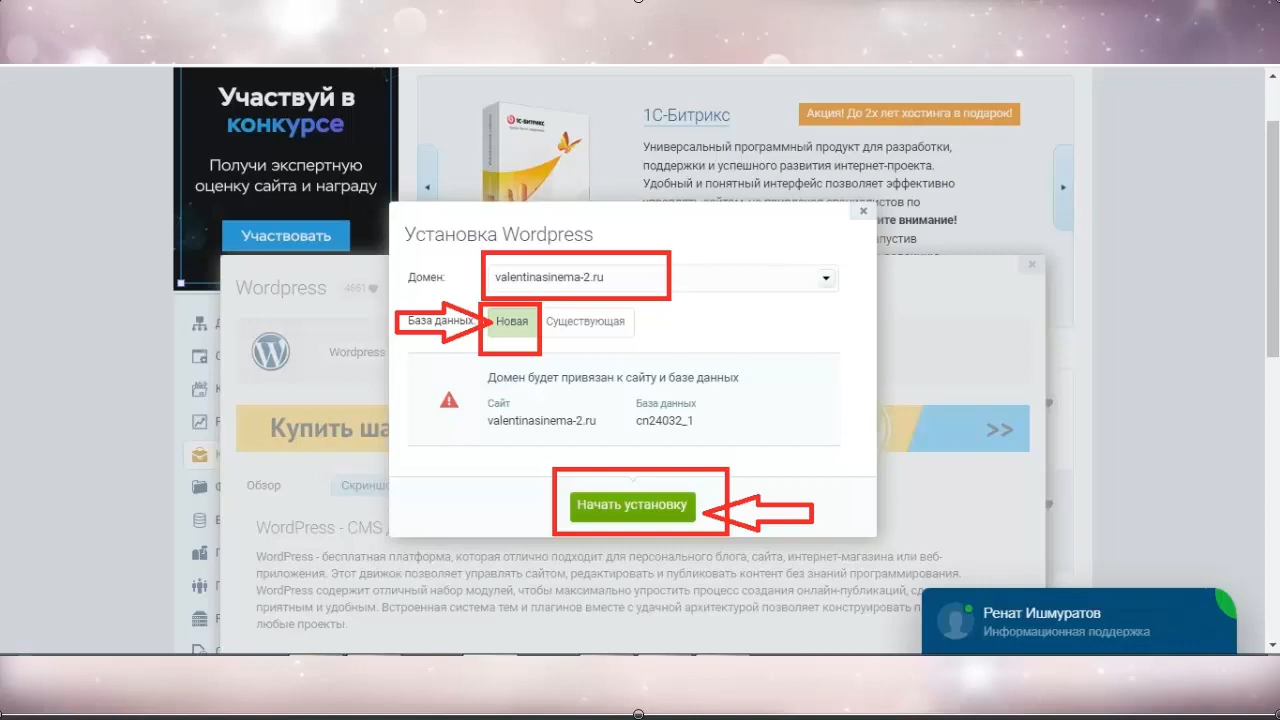 Участвуй в
конкурсе
Получи экспертную
оценку сайта и награду
Участвовать
1С-БИТРИКС
1С-Битрикс
Акция! До 2х лет хостинга в подарок!
Универсальный программный продукт для разработки,
поддержки и успешного развития интернет-проекта.
Удобный и понятный интерфейс позволяет эффективно
внимание!
Установка Wordpress
Домен:
valentinasinema-2.ru
База данных:
Новая
Существующая
Домен будет привязан к сайту и базе данных
Сайт
База данных
valentinasinema-2.ru
cn24032_1
Начать установку
Wordpress
4661
Wordpress
Купить
>>
Обзор
WordPress - CMS
WordPress - бесплатная платформа, которая отлично подходит для персонального блога, сайта, интернет-магазина или веб-
приложения. Этот движок позволяет управлять сайтом, редактировать и публиковать контент без знаний программирования.
WordPress содержит отличный набор модулей, чтобы максимально упростить процесс создания онлайн-публикаций,
приятным и удобным. Встроенная система тем и плагинов вместе с удачной архитектурой позволяет конструировать
любые проекты.
Ренат Ишмуратов
Информационная поддержка